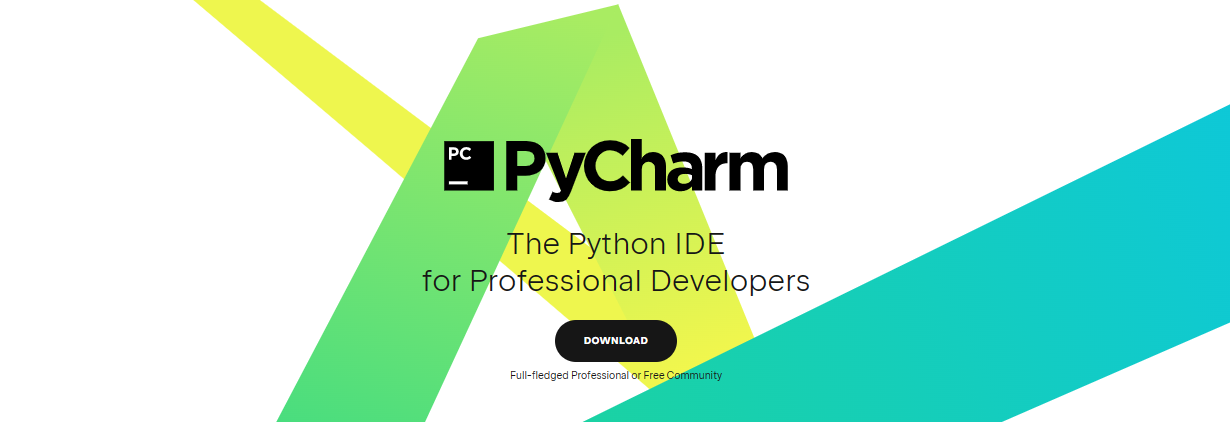 PC
PyCharm
The Python IDE
for Professional Developers
DOWNLOAD
Full-fledged Professional or Free Community